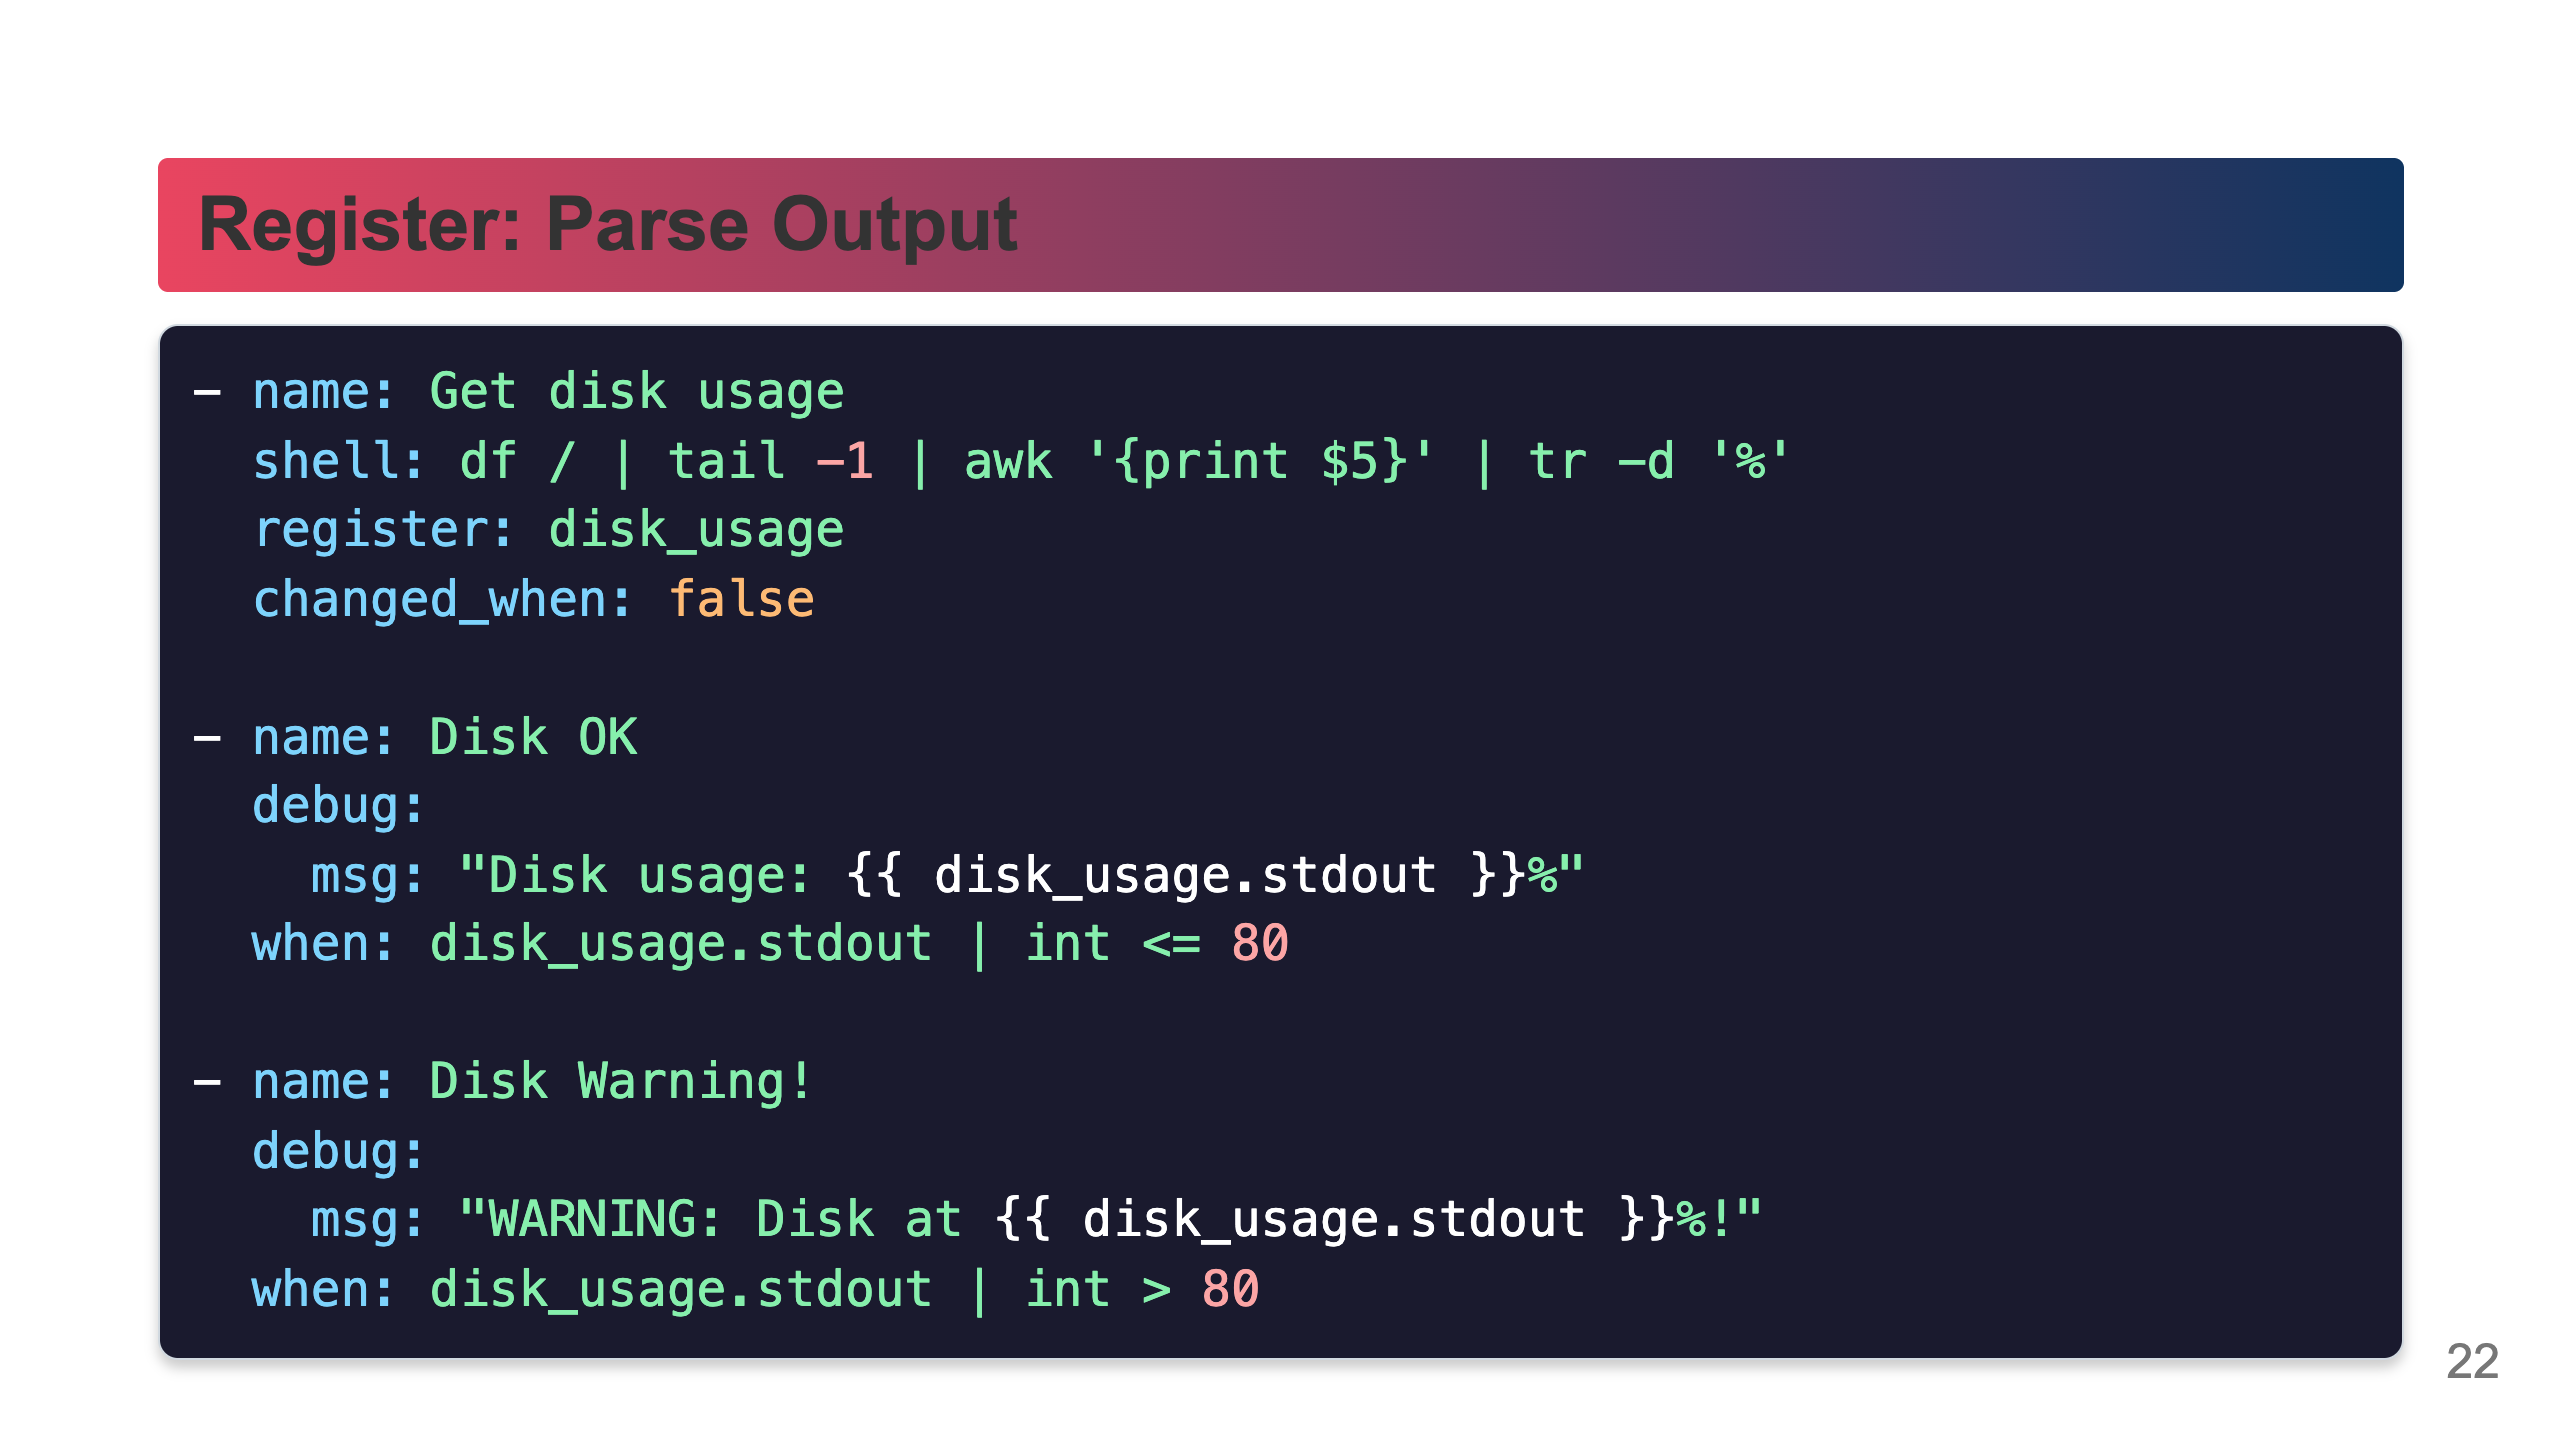 Register: Parse Output
- name: Get disk usage
  shell: df / | tail -1 | awk '{print $5}' | tr -d '%'
  register: disk_usage
  changed_when: false

- name: Disk OK
  debug:
    msg: "Disk usage: {{ disk_usage.stdout }}%"
  when: disk_usage.stdout | int <= 80

- name: Disk Warning!
  debug:
    msg: "WARNING: Disk at {{ disk_usage.stdout }}%!"
  when: disk_usage.stdout | int > 80
22